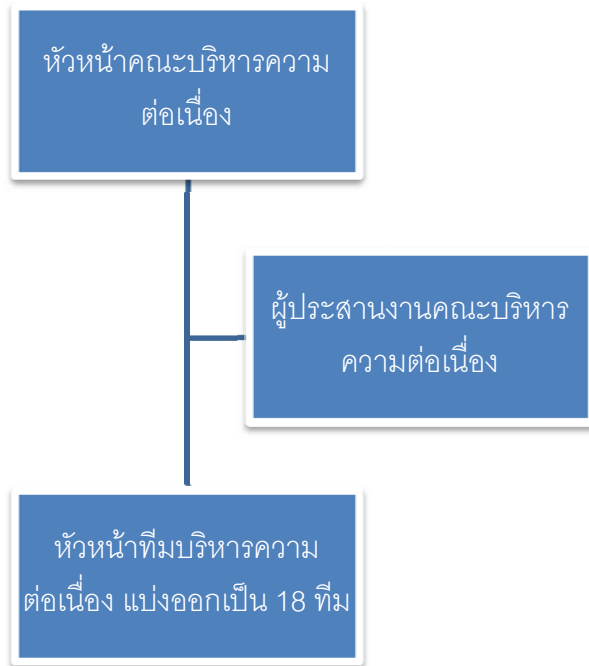 หัวหน้าคณะบริหารความ
ต่อเนื่อง
ผู้ประสานงานคณะบริหาร
ความต่อเนื่อง
หัวหน้าทีมบริหารความ
ต่อเนื่อง แบ่งออกเป็น 18 ทีม